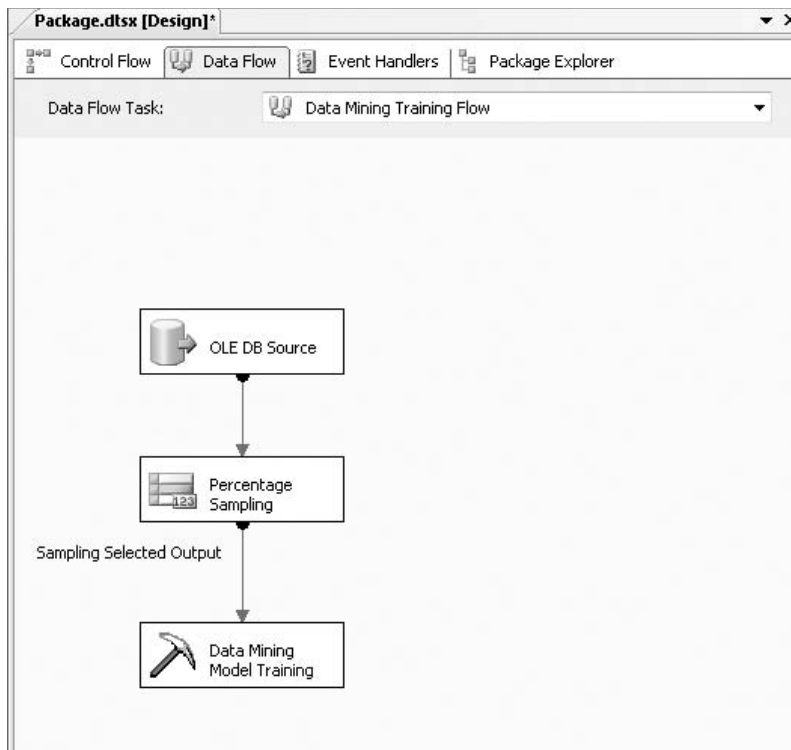 Package.dtsx [Design]*
Control Flow
Data Flow
Event Handlers
Package Explorer
Data Flow Task:
Data Mining Training Flow
OLE DB Source
123
Percentage
Sampling
Sampling Selected Output
Data Mining
Model Training